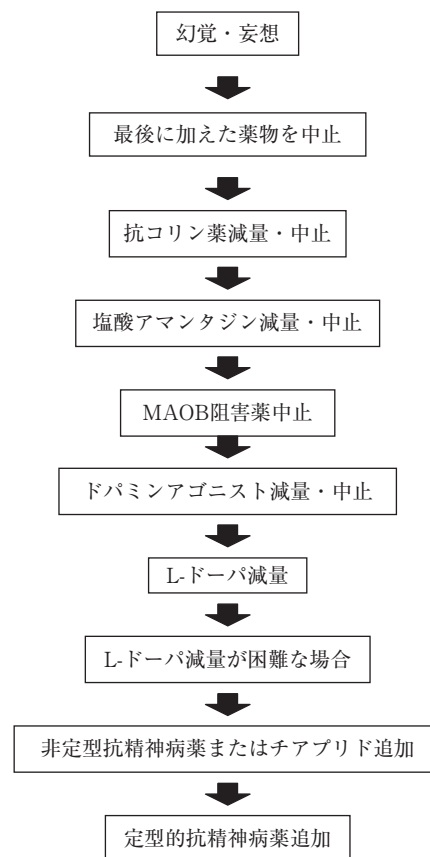 幻覚・妄想
最後に加えた薬物を中止
抗コリン薬減量・中止
塩酸アマンタジン減量・中止
MAOB阻害薬中止
ドパミンアゴニスト減量・中止
L-ドーパ減量
L-ドーパ減量が困難な場合
非定型抗精神病薬またはチアプリド追加
定型的抗精神病薬追加